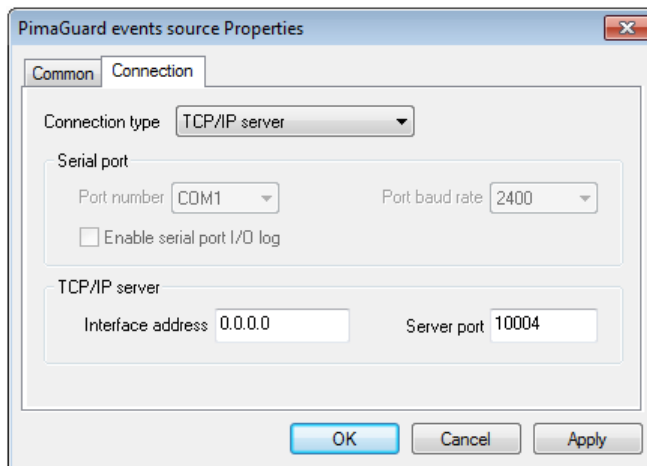 PimaGuard events source Properties
Common Connection
Connection type TCP/IP server
Serial port
Port number COM1 Port baud rate 2400
Enable serial port I/O log
TCP/IP server
Interface address 0.0.0.0 Server port 10004
OK Cancel Apply